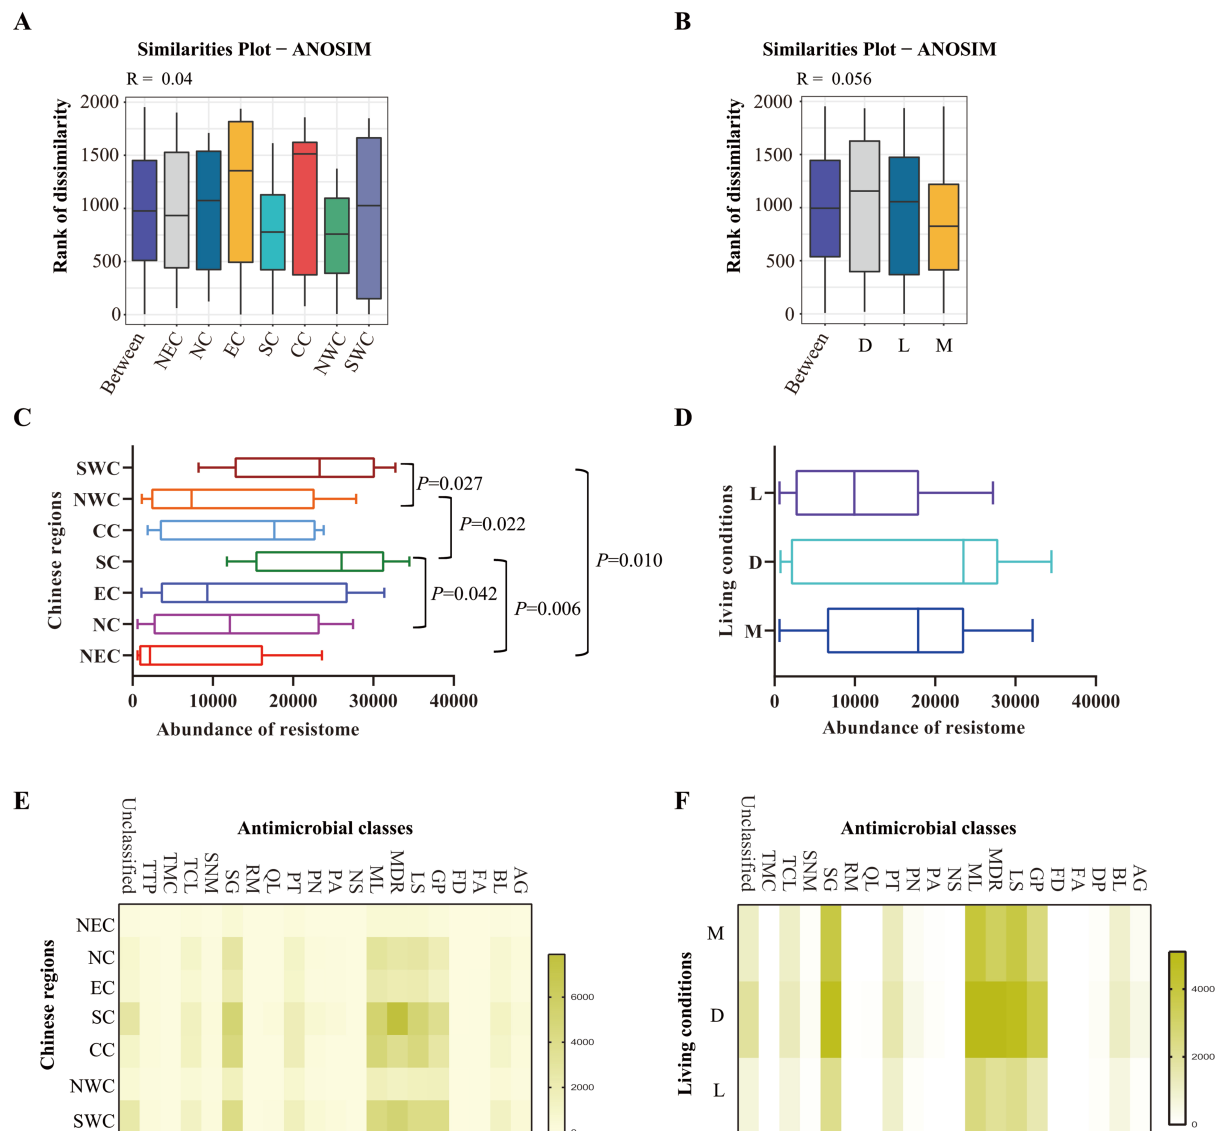 A
Similarities Plot − ANOSIM
R = 0.04
Rank of dissimilarity
2000
1500
1000
500
0
Between
NEC
NC
EC
SC
CC
NWC
SWC
B
Similarities Plot − ANOSIM
R = 0.056
Rank of dissimilarity
2000
1500
1000
500
0
Between
D
L
M
C
Chinese regions
SWC
NWC
CC
SC
EC
NC
NEC
P=0.027
P=0.022
P=0.010
P=0.042
P=0.006
0 10000 20000 30000 40000
Abundance of resistome
D
Living conditions
L
D
M
0 10000 20000 30000 40000
Abundance of resistome
E
Antimicrobial classes
Unclassified
TTP
TMC
TCL
SNM
SG
RM
QL
PT
PN
PA
NS
ML
MDR
LS
GP
FD
FA
BL
AG
Chinese regions
NEC
NC
EC
SC
CC
NWC
SWC
6000
4000
2000
F
Antimicrobial classes
Unclassified
TMC
TCL
SNM
SG
RM
QL
PT
PN
PA
NS
ML
MDR
LS
GP
FD
FA
DP
BL
AG
Living conditions
M
D
L
4000
2000
0